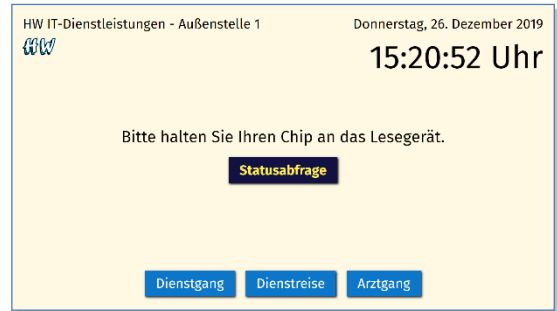 HW IT-Dienstleistungen - Außenstelle 1
Donnerstag, 26. Dezember 2019
HW
15:20:52 Uhr
Bitte halten Sie Ihren Chip an das Lesegerät.
Statusabfrage
Dienstgang Dienstreise Arztgang